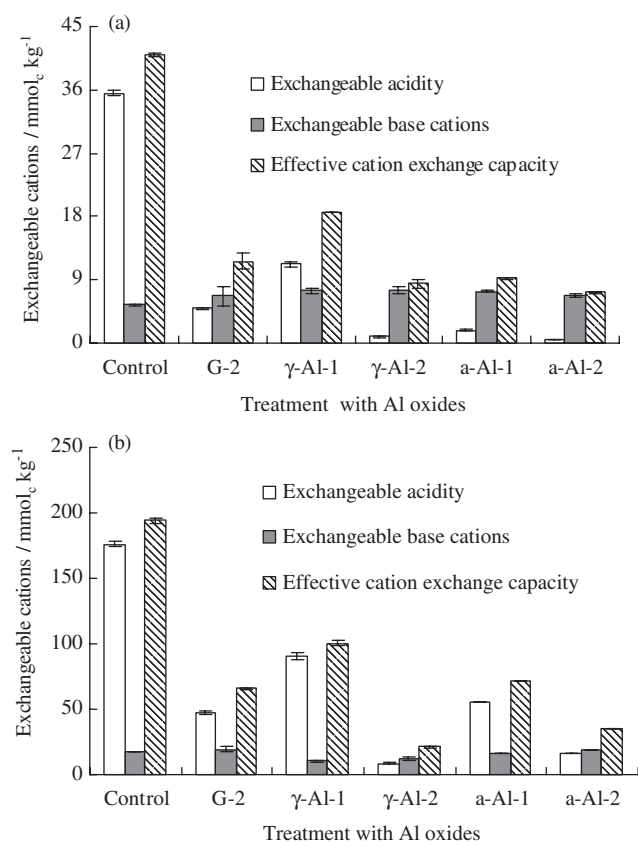 (a)
45
36
27
18
9
0
Exchangeable cations / mmol_c kg⁻¹
Exchangeable acidity
Exchangeable base cations
Effective cation exchange capacity
Control G-2 γ-Al-1 γ-Al-2 a-Al-1 a-Al-2
Treatment with Al oxides
(b)
250
200
150
100
50
0
Exchangeable cations / mmol_c kg⁻¹
Exchangeable acidity
Exchangeable base cations
Effective cation exchange capacity
Control G-2 γ-Al-1 γ-Al-2 a-Al-1 a-Al-2
Treatment with Al oxides